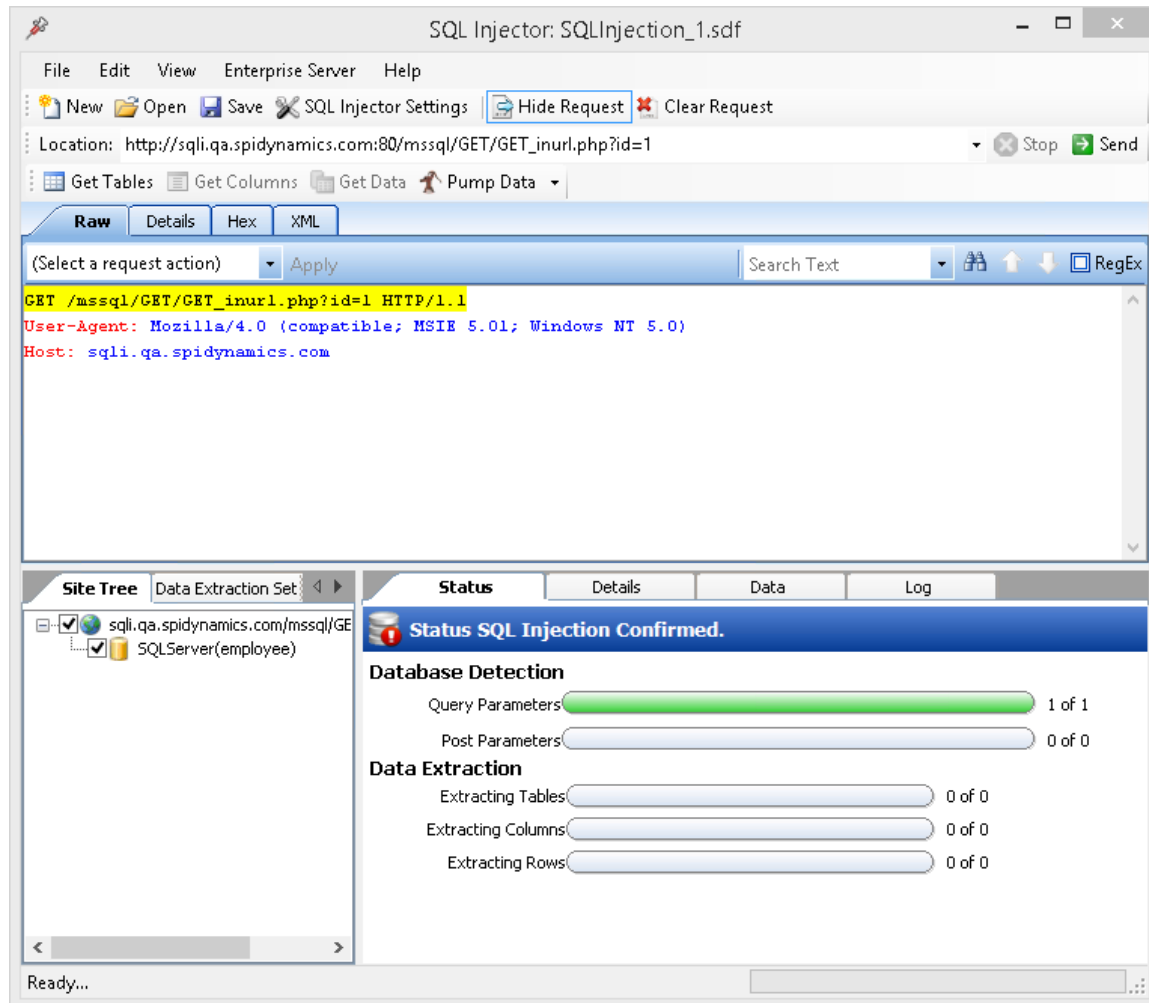 SQL Injector: SQLInjection_1.sdf
File Edit View Enterprise Server Help
New Open Save SQL Injector Settings Hide Request Clear Request
Location: http://sqli.qa.spidynamics.com:80/mssql/GET/GET_inurl.php?id=1 Stop Send
Get Tables Get Columns Get Data Pump Data
Raw Details Hex XML
(Select a request action) Apply Search Text RegEx
GET /mssql/GET/GET_inurl.php?id=1 HTTP/1.1
User-Agent: Mozilla/4.0 (compatible; MSIE 5.01; Windows NT 5.0)
Host: sqli.qa.spidynamics.com
Site Tree Data Extraction Set Status Details Data Log
sqli.qa.spidynamics.com/mssql/GE
SQLServer(employee)
Status SQL Injection Confirmed.
Database Detection
Query Parameters 1 of 1
Post Parameters 0 of 0
Data Extraction
Extracting Tables 0 of 0
Extracting Columns 0 of 0
Extracting Rows 0 of 0
Ready...